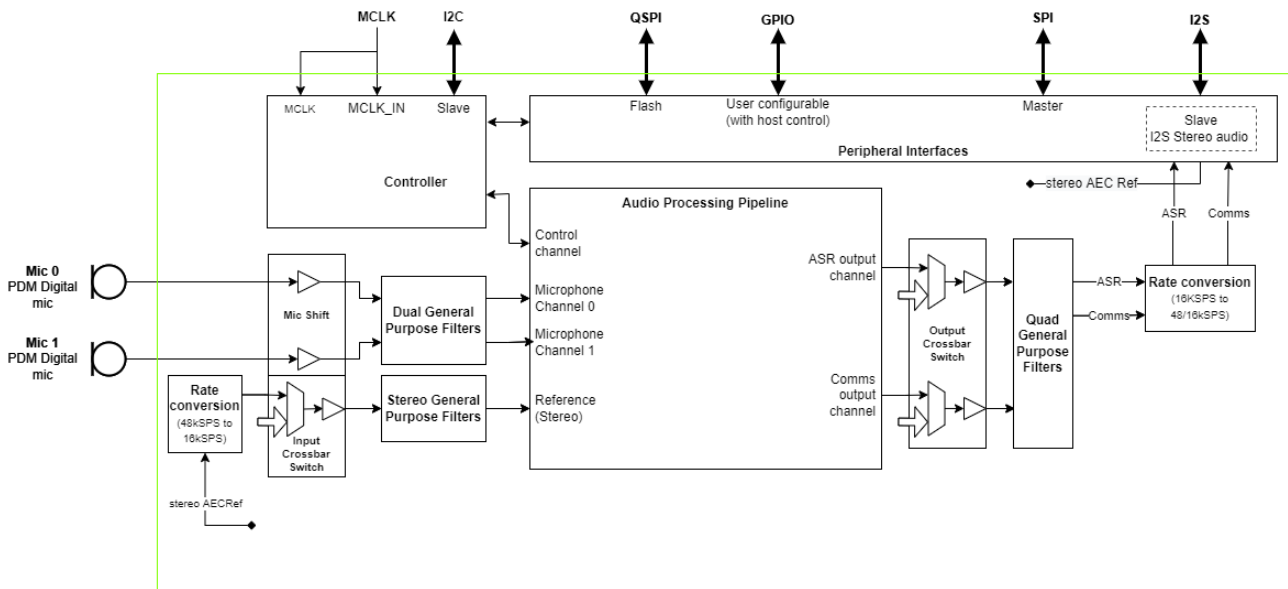 MCLK
I2C
QSPI
GPIO
SPI
I2S
MCLK
MCLK_IN
Slave
Controller
Flash
User configurable
(with host control)
Master
Slave
I2S Stereo audio
Peripheral Interfaces
stereo AEC Ref
ASR
Comms
Audio Processing Pipeline
Control
channel
Mic 0
PDM Digital
mic
Mic 1
PDM Digital
mic
Mic Shift
Dual General
Purpose Filters
Microphone
Channel 0
Microphone
Channel 1
Rate
conversion
(48kSPS to
16kSPS)
Input
Crossbar
Switch
Stereo General
Purpose Filters
Reference
(Stereo)
stereo AECRef
ASR output
channel
Comms
output
channel
Output
Crossbar
Switch
Quad
General
Purpose
Filters
ASR
Comms
Rate conversion
(16KSPS to
48/16kSPS)